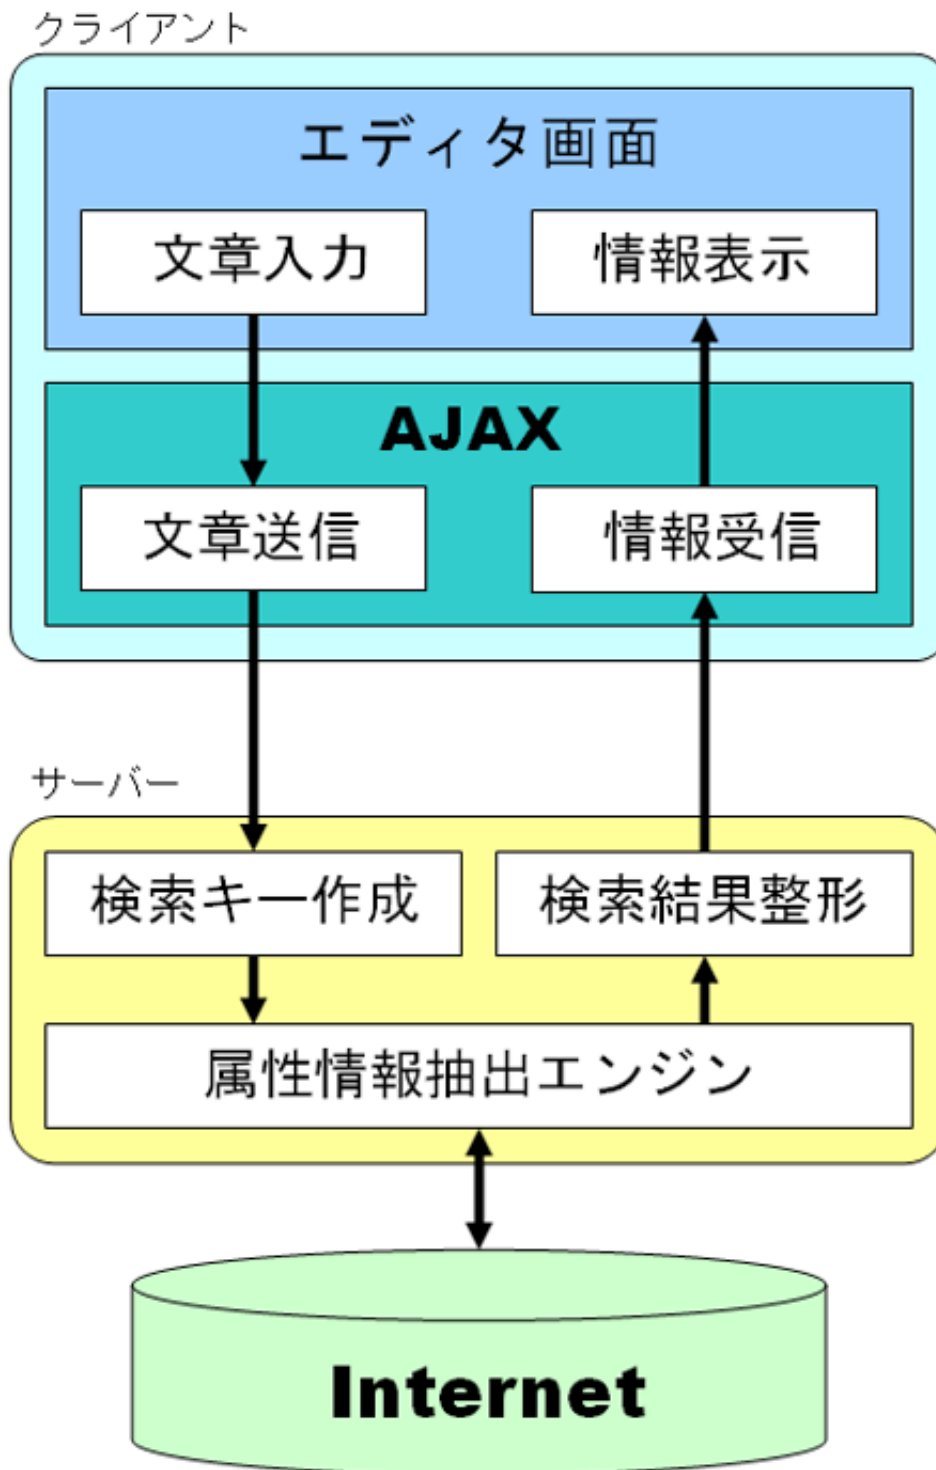 クライアント
エディタ画面
文章入力
情報表示
AJAX
文章送信
情報受信
サーバー
検索キー作成
検索結果整形
属性情報抽出エンジン
Internet